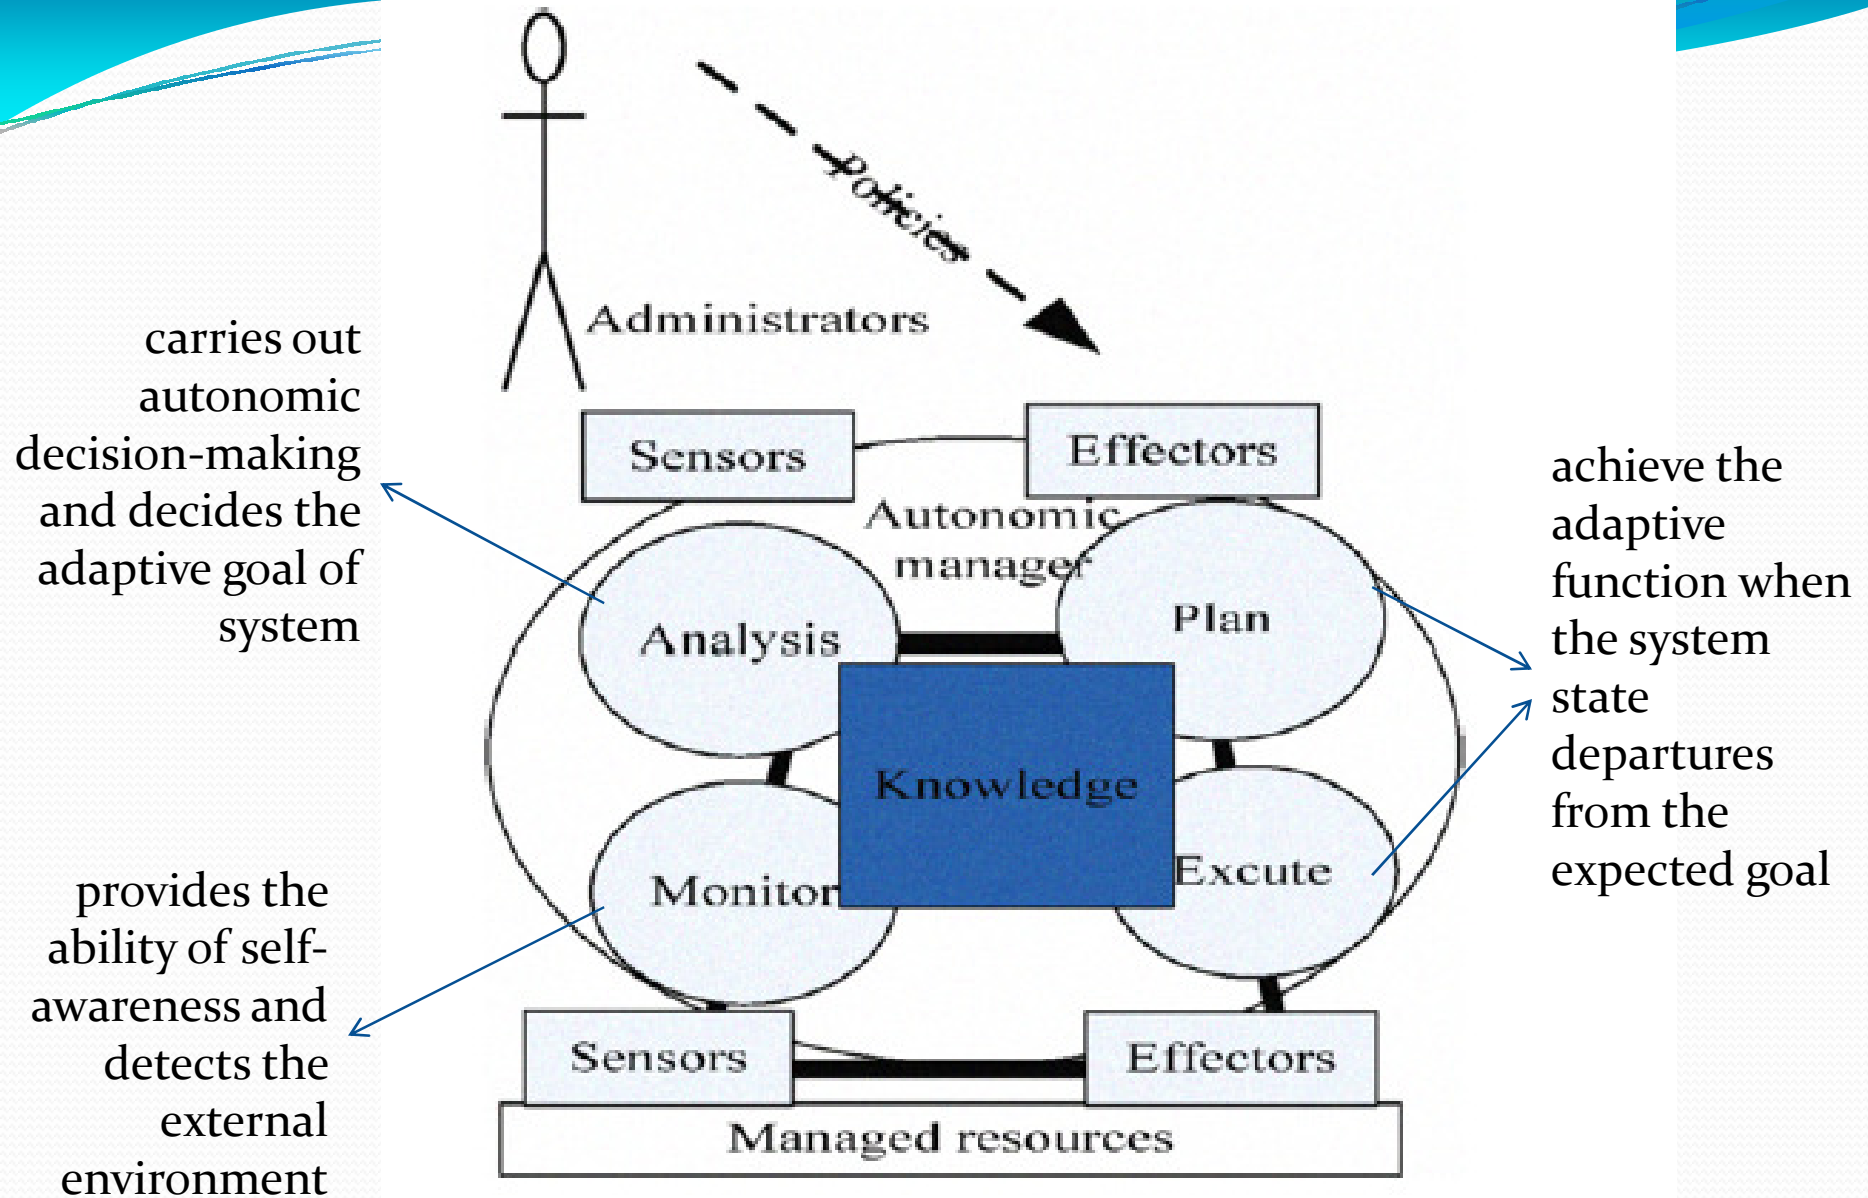 Policies
Administrators
carries out
autonomic
decision-making
and decides the
adaptive goal of
system
Sensors
Effectors
Autonomic
manager
Analysis
Plan
Knowledge
Monitor
Excute
achieve the
adaptive
function when
the system
state
departures
from the
expected goal
provides the
ability of self-
awareness and
detects the
external
environment
Sensors
Effectors
Managed resources